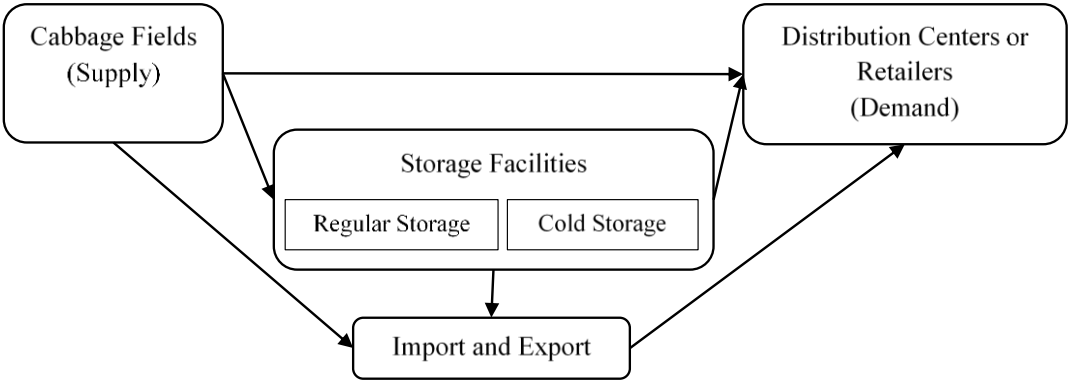 Cabbage Fields
(Supply)
Distribution Centers or
Retailers
(Demand)
Storage Facilities
Regular Storage
Cold Storage
Import and Export